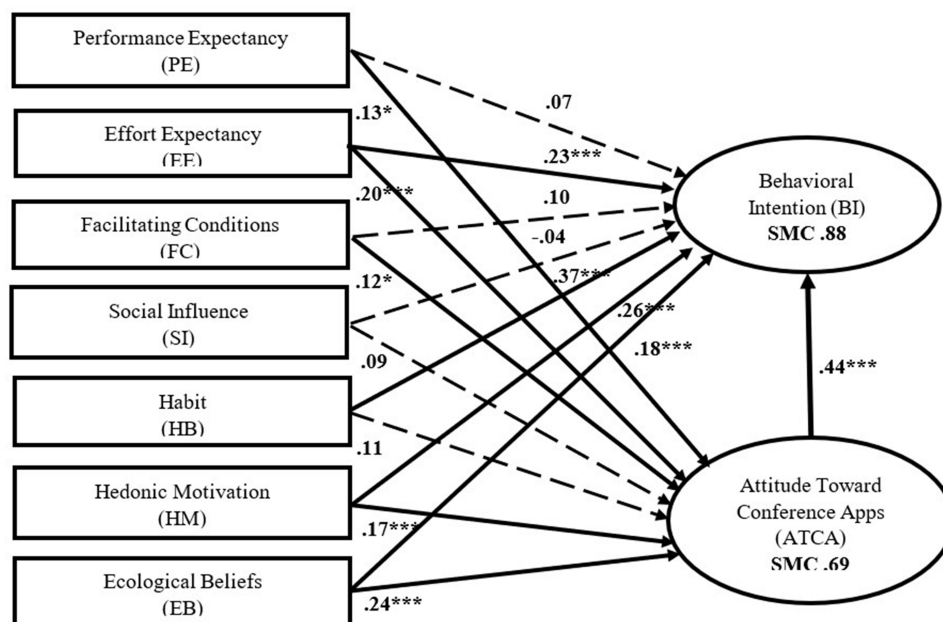 Performance Expectancy
(PE)
.07
.13*
Effort Expectancy
(EE)
.23***
.20***
Behavioral
Intention (BI)
SMC .88
.10
Facilitating Conditions
(FC)
-.04
.12*
.37***
Social Influence
(SI)
.26***
.18***
.09
.44***
Habit
(HB)
.11
Hedonic Motivation
(HM)
.17***
Attitude Toward
Conference Apps
(ATCA)
SMC .69
Ecological Beliefs
(EB)
.24***